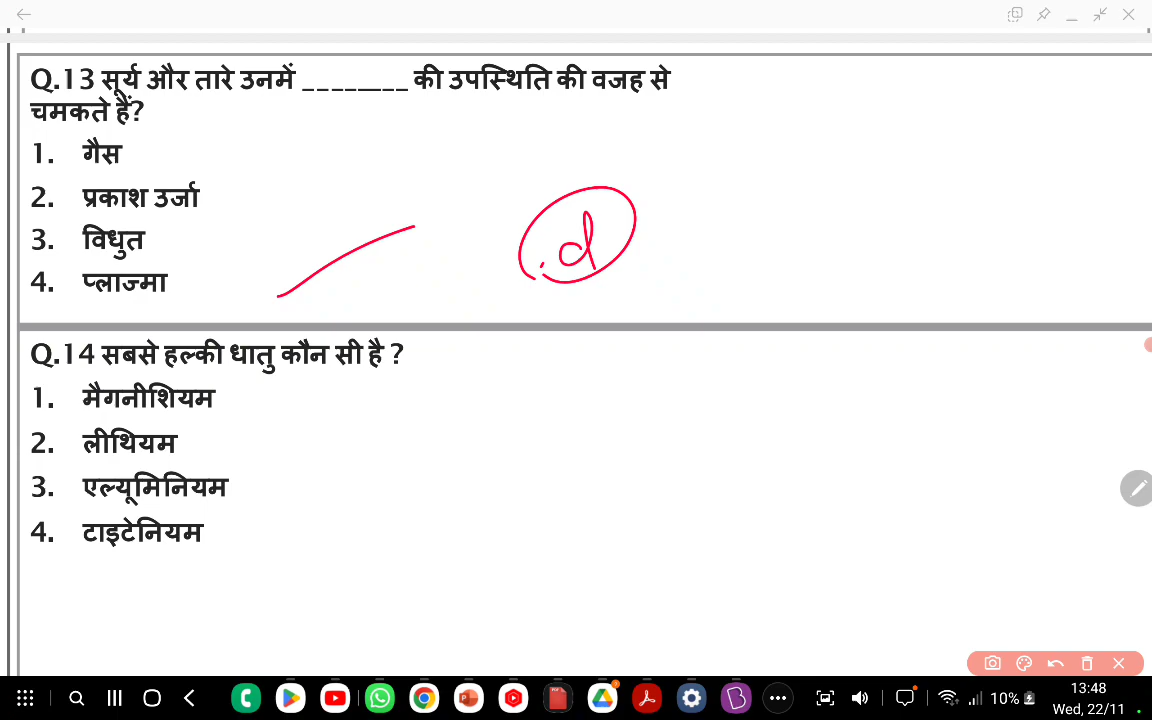 Q.13 सूर्य और तारे उनमें ________ की उपस्थिति की वजह से
चमकते हैं?
1. गैस
2. प्रकाश उर्जा
3. विधुत
4. प्लाज्मा
.d
Q.14 सबसे हल्की धातु कौन सी है ?
1. मैगनीशियम
2. लीथियम
3. एल्यूमिनियम
4. टाइटेनियम
10%
13:48
Wed, 22/11